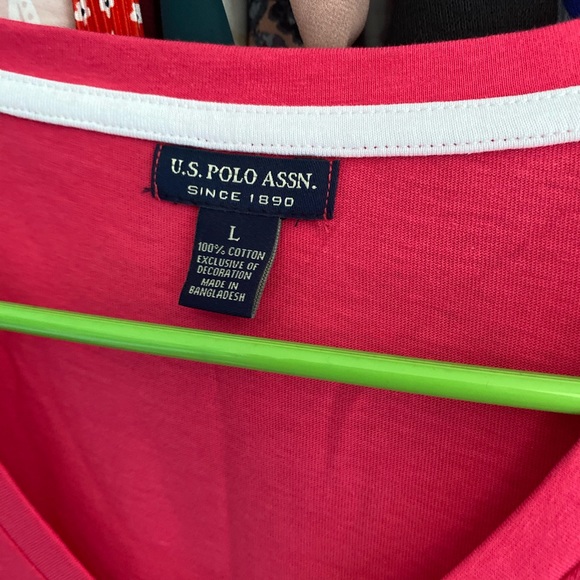 U.S. POLO ASSN.
SINCE 1890
L
100% COTTON
EXCLUSIVE OF
DECORATION
MADE IN
BANGLADESH